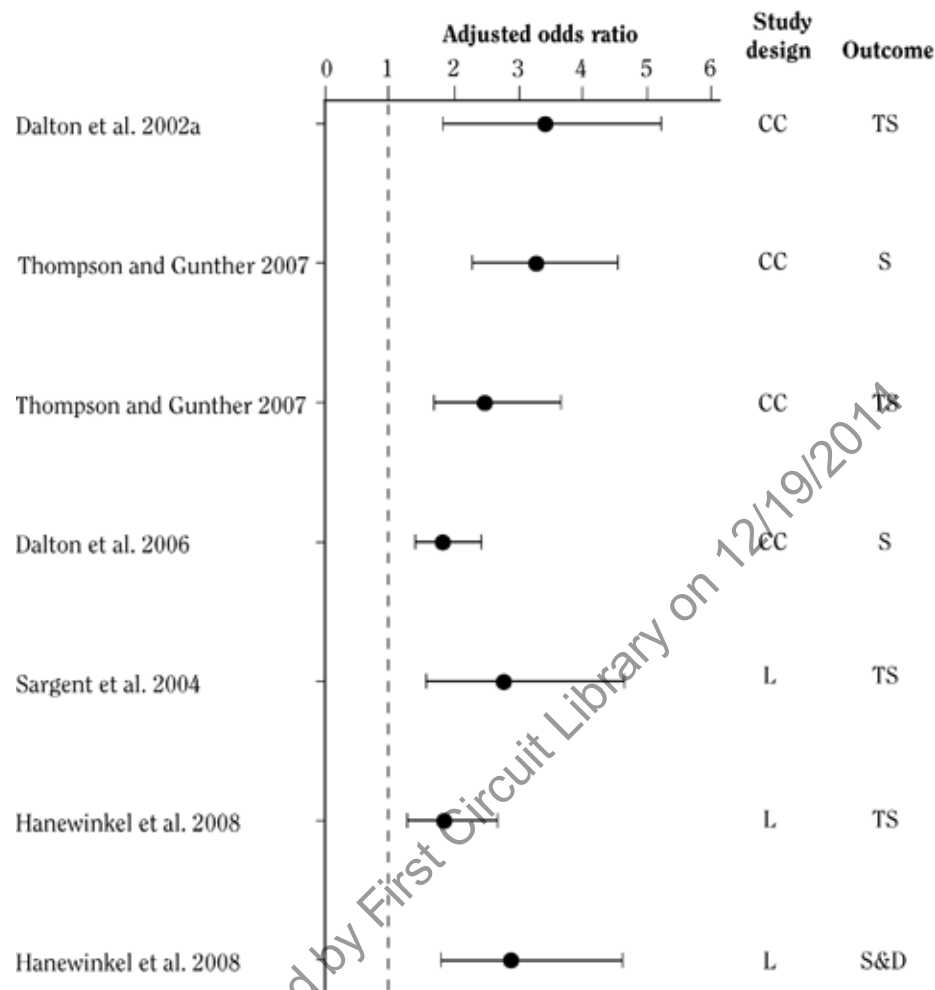 Adjusted odds ratio
Study design
Outcome
0 1 2 3 4 5 6
Dalton et al. 2002a CC TS
Thompson and Gunther 2007 CC S
Thompson and Gunther 2007 CC TS
Dalton et al. 2006 CC S
Sargent et al. 2004 L TS
Hanewinkel et al. 2008 L TS
Hanewinkel et al. 2008 L S&D
by First Circuit Library on 12/19/2014